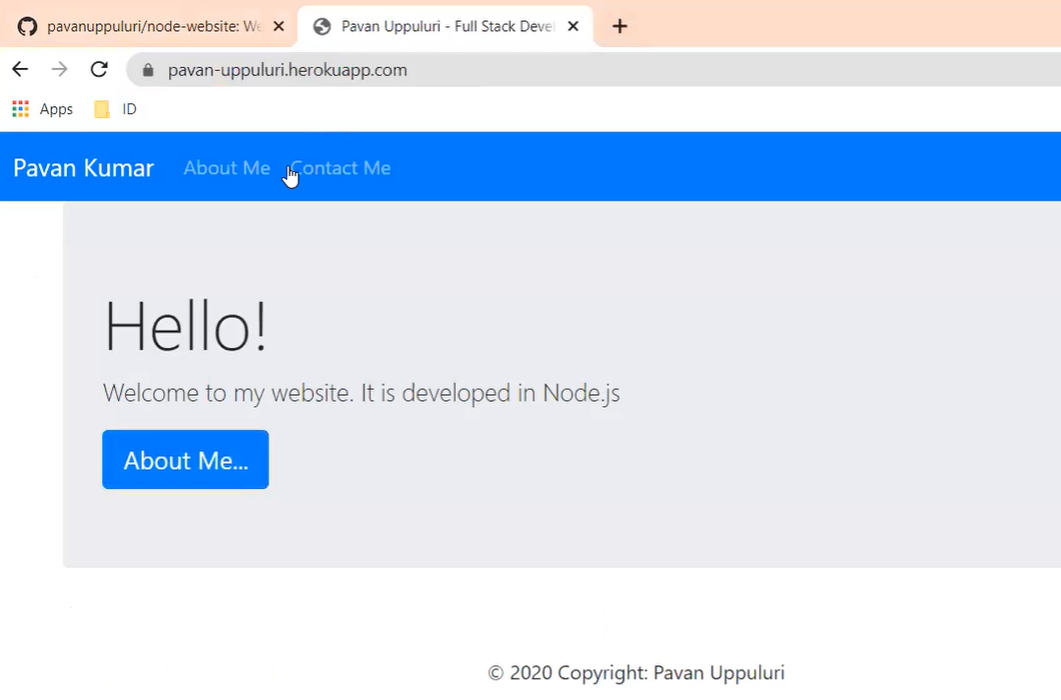 pavanuppuluri/node-website: We
Pavan Uppuluri - Full Stack Devel
pavan-uppuluri.herokuapp.com
Apps ID
Pavan Kumar About Me Contact Me
Hello!
Welcome to my website. It is developed in Node.js
About Me...
© 2020 Copyright: Pavan Uppuluri